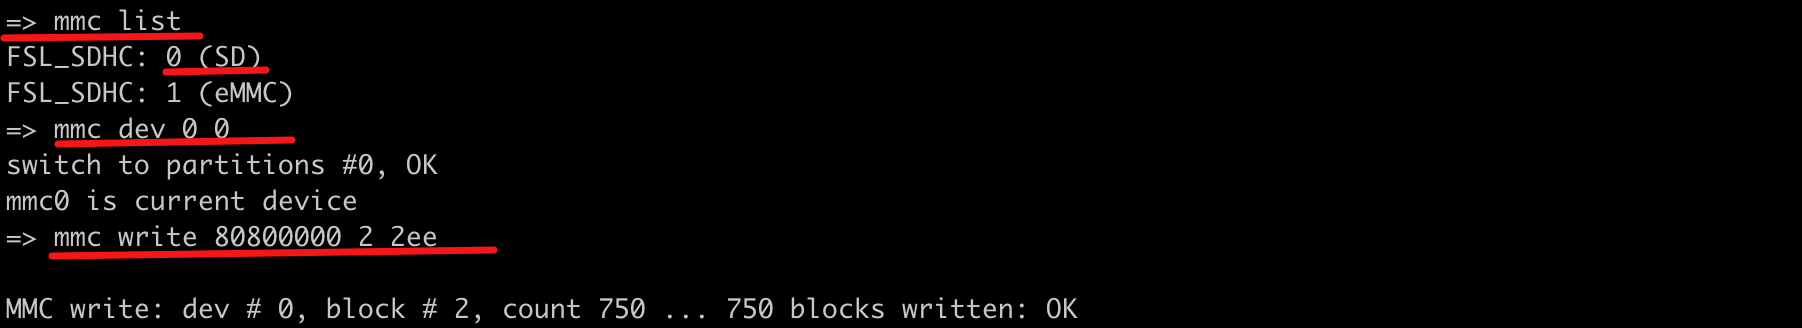 => mmc list
FSL_SDHC: 0 (SD)
FSL_SDHC: 1 (eMMC)
=> mmc dev 0 0
switch to partitions #0, OK
mmc0 is current device
=> mmc write 80800000 2 2ee
MMC write: dev # 0, block # 2, count 750 ... 750 blocks written: OK